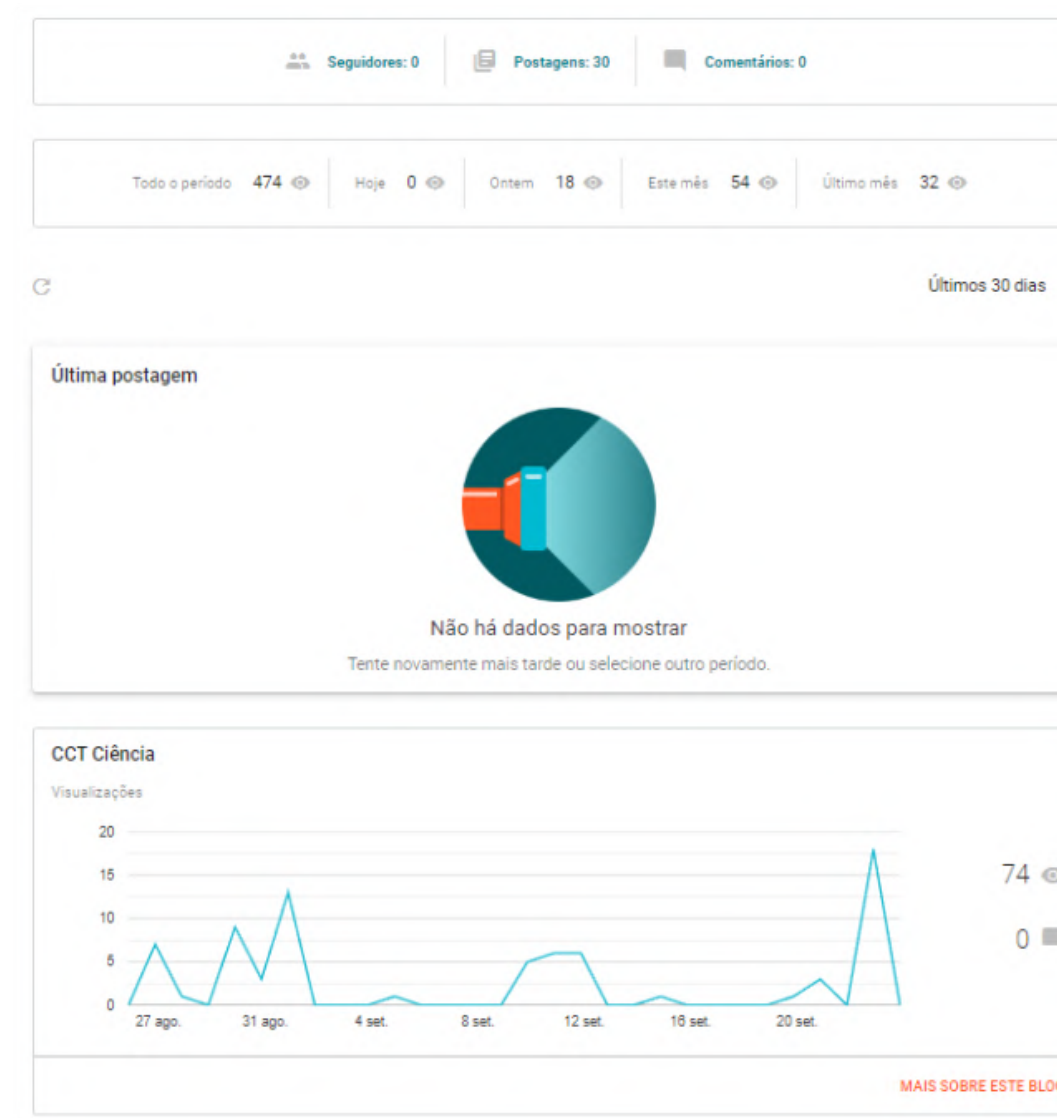 Seguidores: 0 Postagens: 30 Comentários: 0
Todo o período 474 Hoje 0 Ontem 18 Este mês 54 Último mês 32
Últimos 30 dias
Última postagem
Não há dados para mostrar
Tente novamente mais tarde ou selecione outro período.
CCT Ciência
Visualizações
20
15
10
5
0
74
0
27 ago. 31 ago. 4 set. 8 set. 12 set. 16 set. 20 set.
MAIS SOBRE ESTE BLO